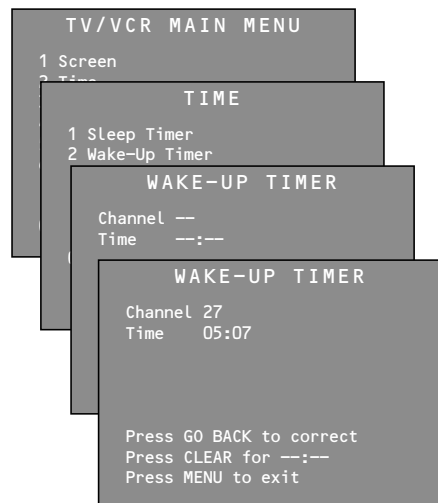 TV/VCR MAIN MENU
1 Screen
2 Time
TIME
1 Sleep Timer
2 Wake-Up Timer
WAKE-UP TIMER
Channel --
Time --:--
WAKE-UP TIMER
Channel 27
Time 05:07
Press GO BACK to correct
Press CLEAR for --:--
Press MENU to exit